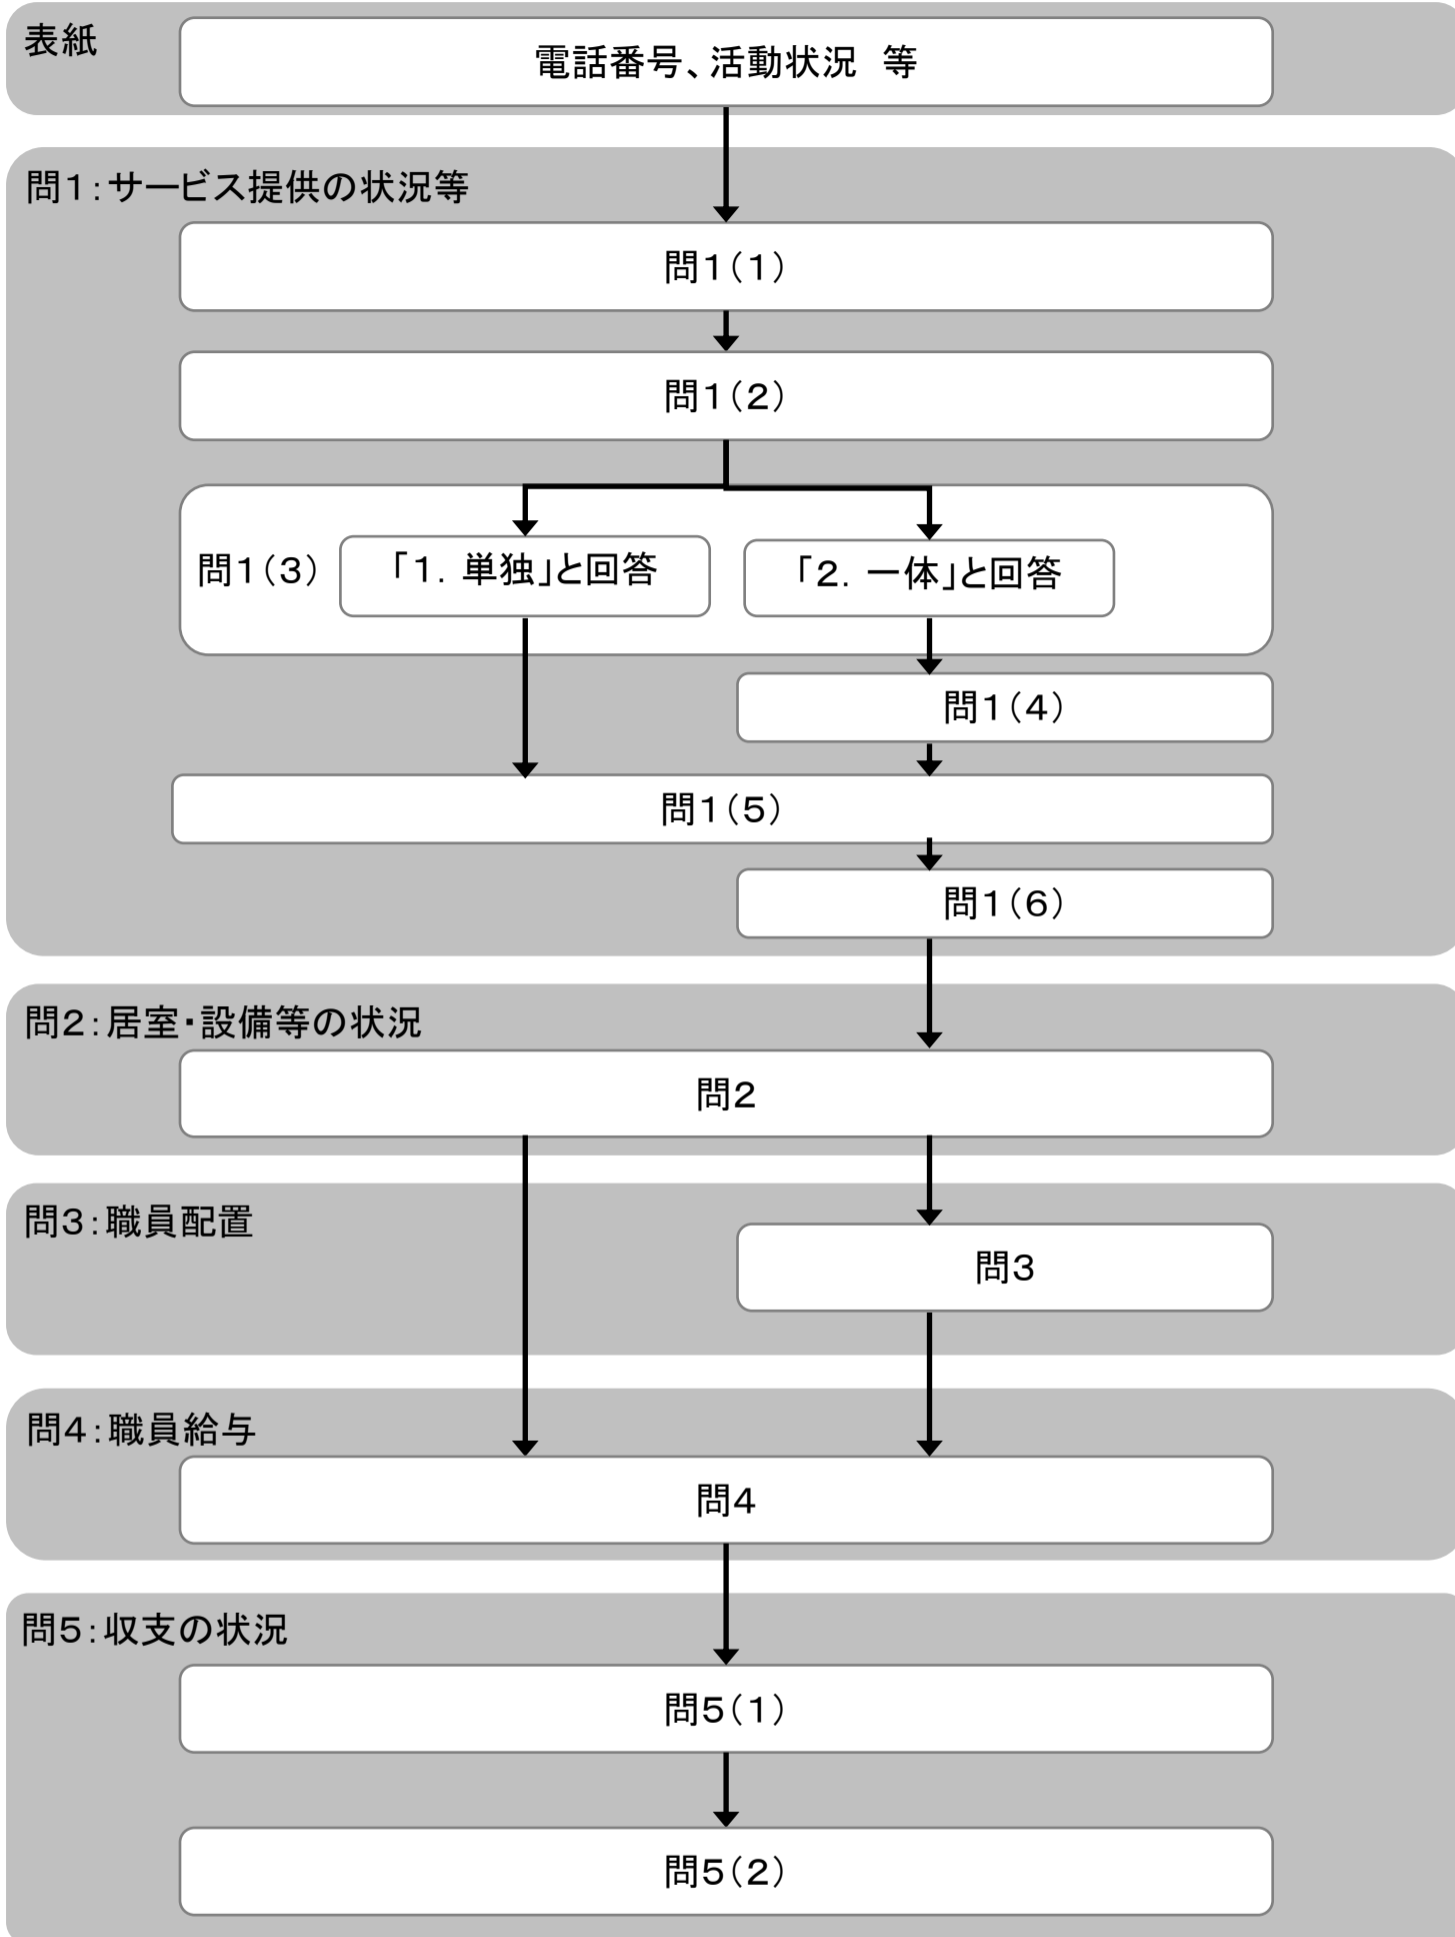 表紙
電話番号、活動状況　等
問1：サービス提供の状況等
問1（1）
問1（2）
問1（3）
「1．単独」と回答
「2．一体」と回答
問1（4）
問1（5）
問1（6）
問2：居室・設備等の状況
問2
問3：職員配置
問3
問4：職員給与
問4
問5：収支の状況
問5（1）
問5（2）